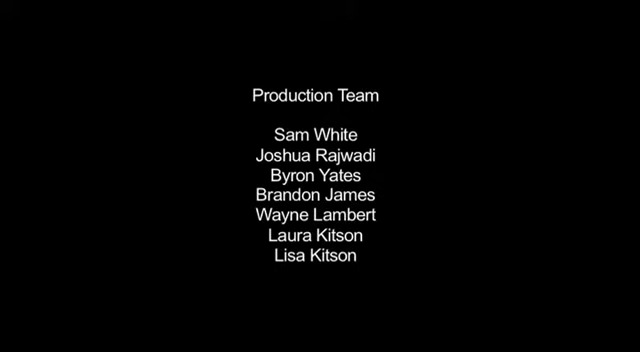 Production Team
Sam White
Joshua Rajwadi
Byron Yates
Brandon James
Wayne Lambert
Laura Kitson
Lisa Kitson